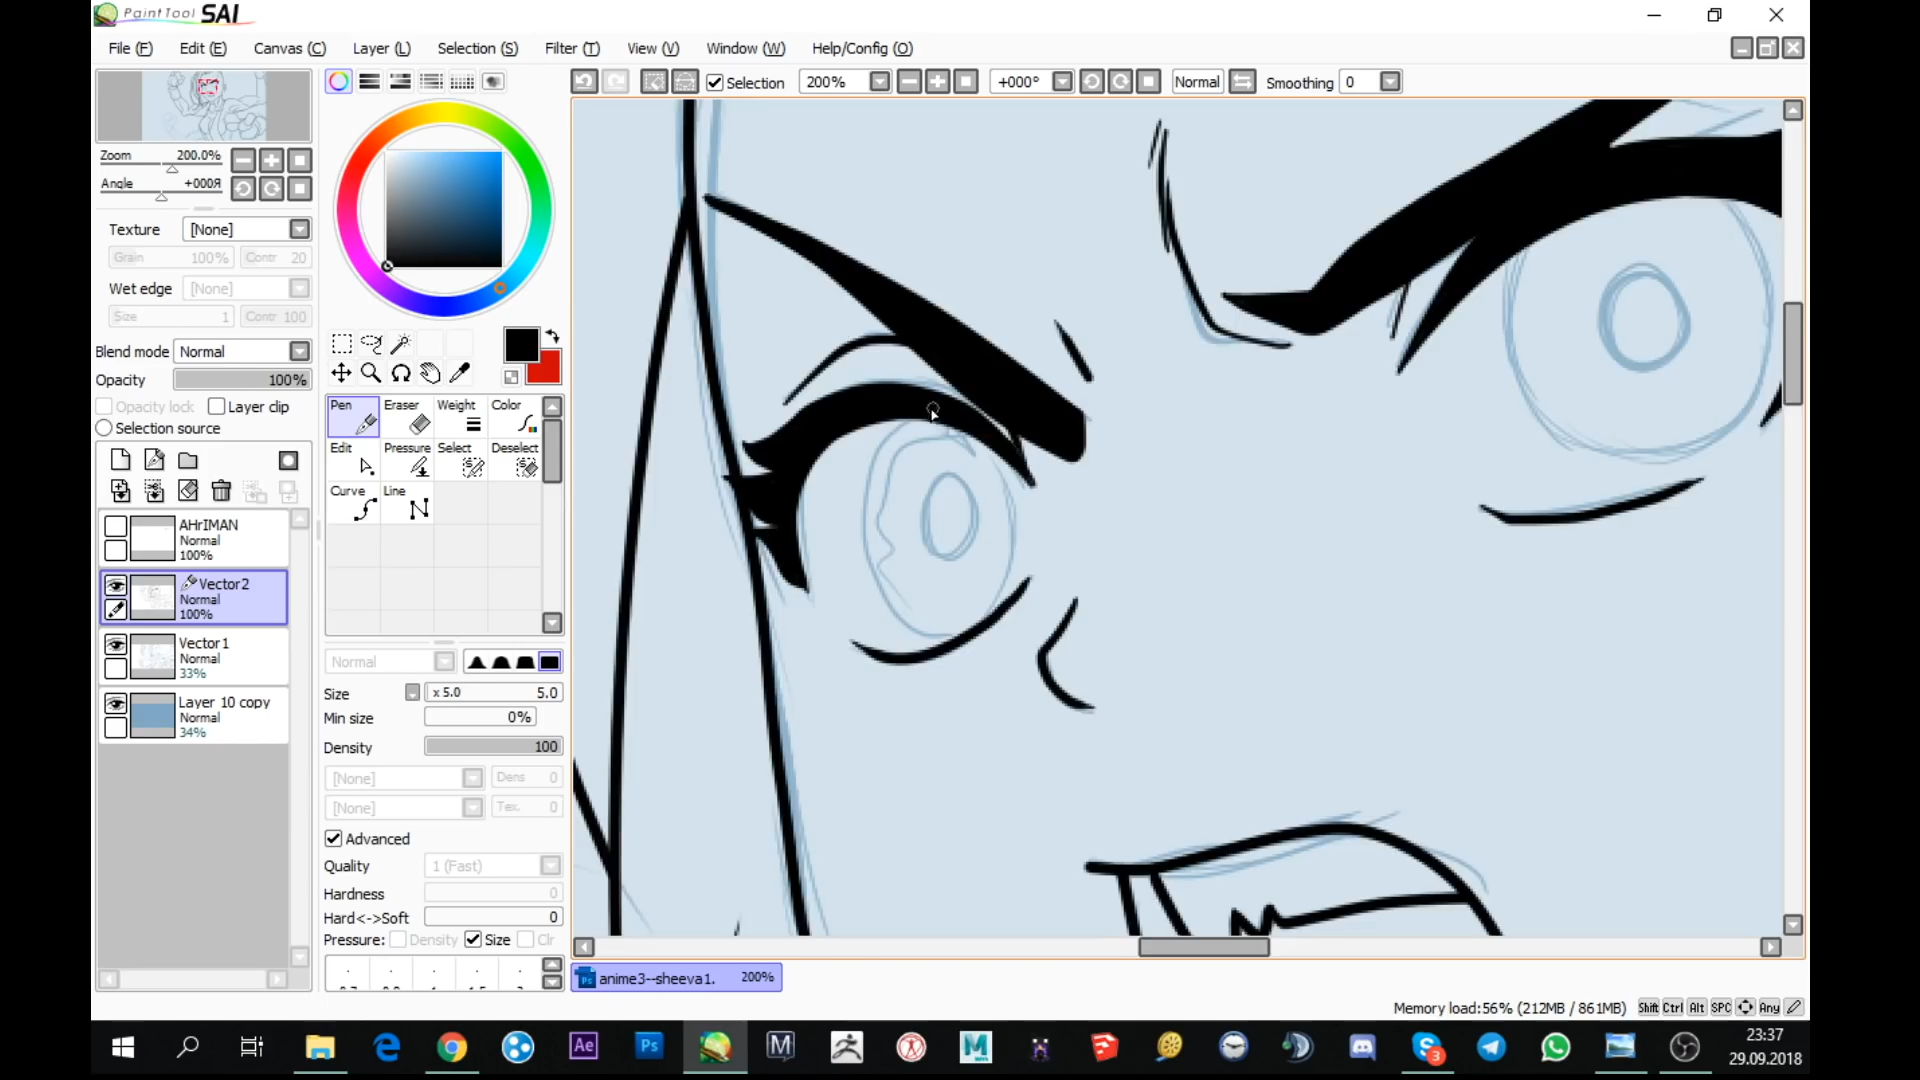 PaintTool SAI
File (F) Edit (E) Canvas (C) Layer (L) Selection (S) Filter (T) View (V) Window (W) Help/Config (O)
Selection 200% +000° Normal Smoothing 0
Zoom 200.0%
Angle +000Я
Texture [None]
Grain 100% Contr 20
Wet edge [None]
Size 1 Contr 100
Blend mode Normal
Opacity 100%
Opacity lock Layer clip
Selection source
AHrIMAN
Normal
100%
Vector2
Normal
100%
Vector1
Normal
33%
Layer 10 copy
Normal
34%
Pen Eraser Weight Color
Edit Pressure Select Deselect
Curve Line
Normal
Size x 5.0 5.0
Min size 0%
Density 100
[None] Dens 0
[None] Tex. 0
Advanced
Quality 1 (Fast)
Hardness 0
Hard<->Soft 0
Pressure: Density Size Clr
anime3--sheeva1. 200%
Memory load:56% (212MB / 861MB) Shift Ctrl Alt SPC Any
Ae Ps M M S 3
23:37
29.09.2018